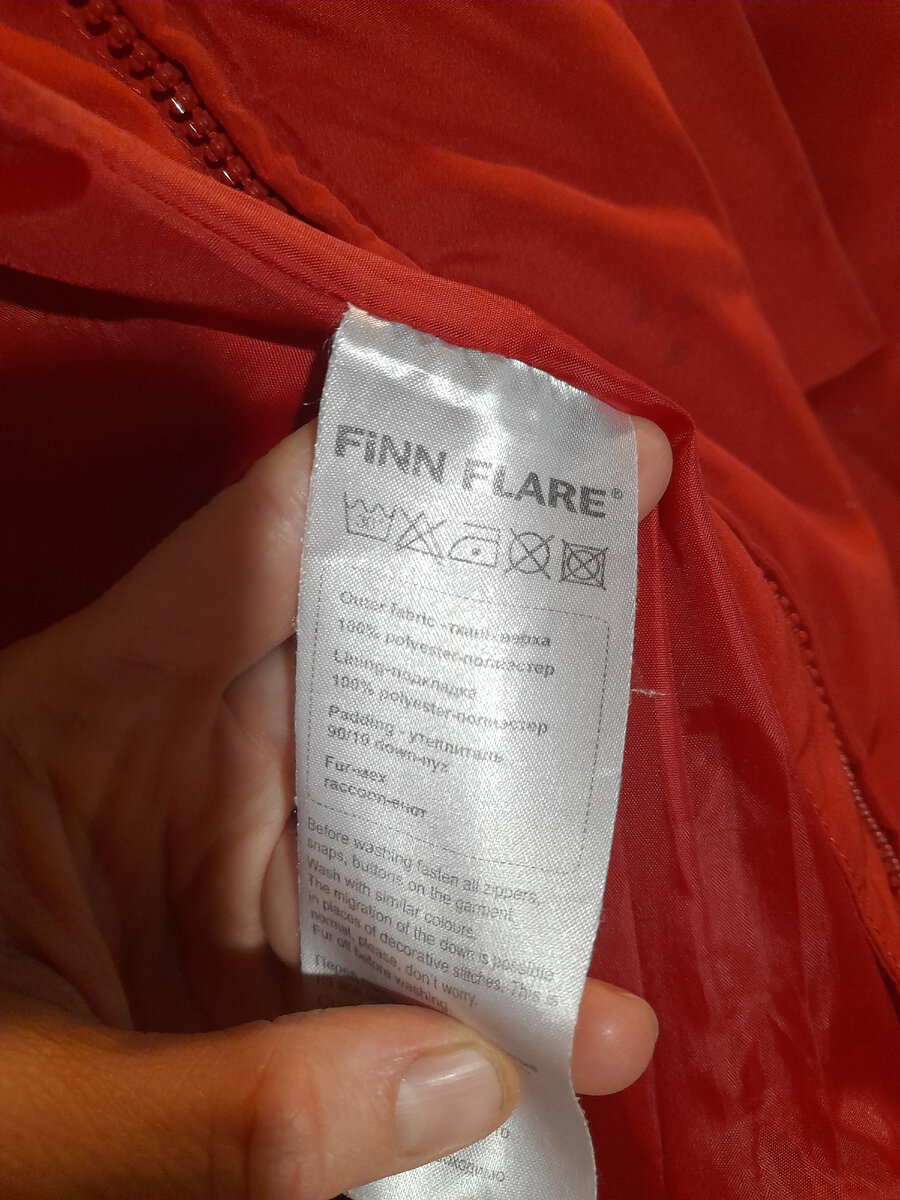 FiNN FLARE®
30
Outer fabric - ткань верха
100% polyester-полиэстер
Lining-подкладка
100% polyester-полиэстер
Padding - утеплитель
90/10 down-пух
Fur-мех
raccoon-енот
Before washing fasten all zippers,
snaps, buttons on the garment.
Wash with similar colours.
The migration of the down is possible
in places of decorative stitches. This is
normal, please, don't worry.
Fur off before washing.